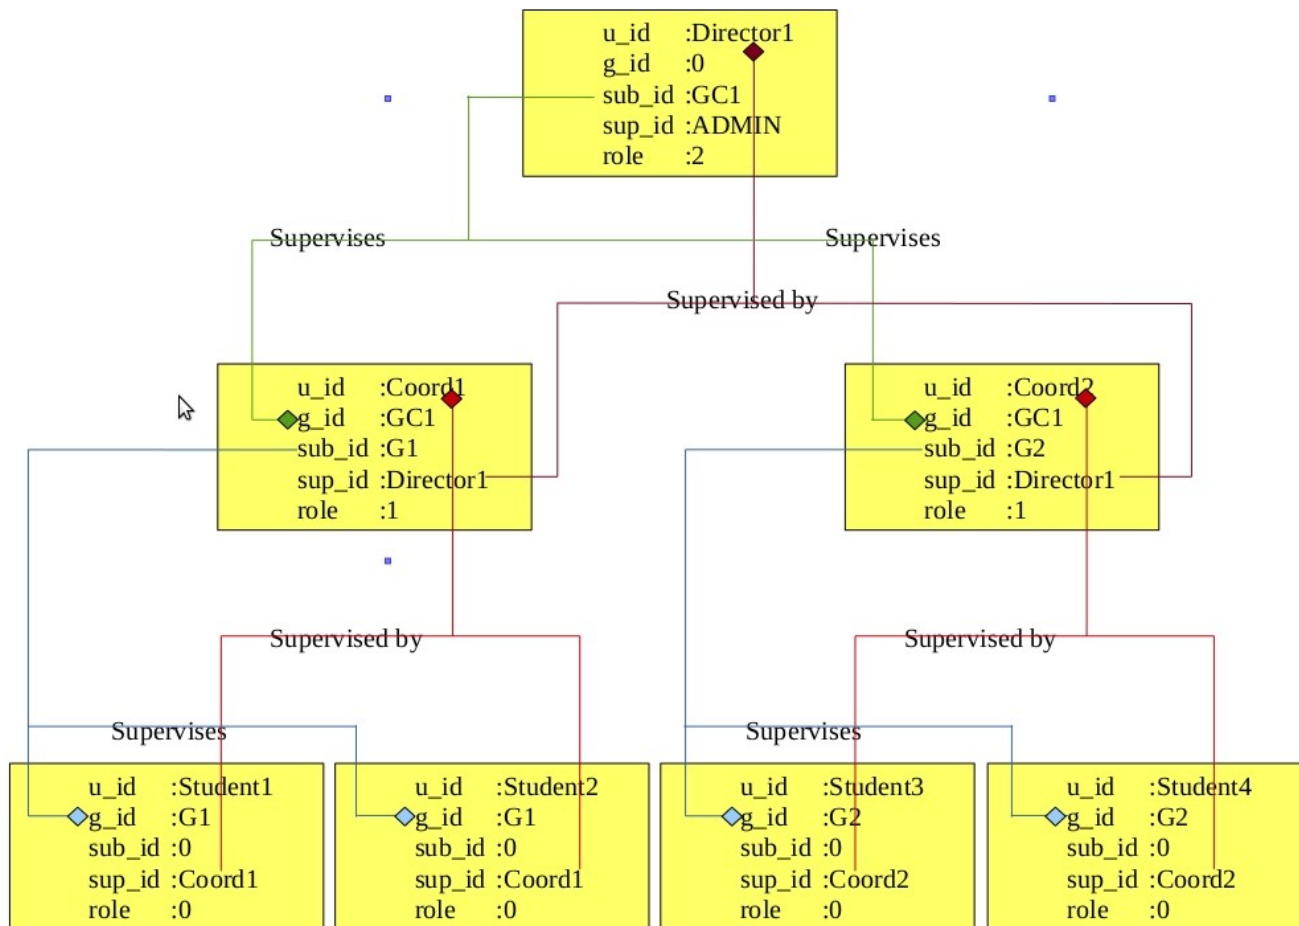 u_id :Director1
g_id :0
sub_id :GC1
sup_id :ADMIN
role :2
Supervises
Supervises
Supervised by
u_id :Coord1
g_id :GC1
sub_id :G1
sup_id :Director1
role :1
u_id :Coord2
g_id :GC1
sub_id :G2
sup_id :Director1
role :1
Supervised by
Supervised by
Supervises
Supervises
u_id :Student1
g_id :G1
sub_id :0
sup_id :Coord1
role :0
u_id :Student2
g_id :G1
sub_id :0
sup_id :Coord1
role :0
u_id :Student3
g_id :G2
sub_id :0
sup_id :Coord2
role :0
u_id :Student4
g_id :G2
sub_id :0
sup_id :Coord2
role :0